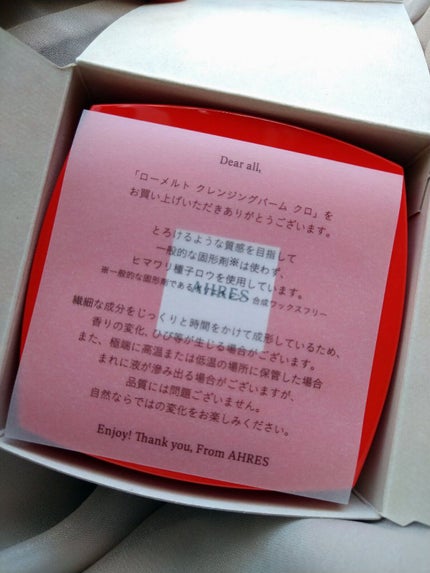 Dear all,
「ローメルト クレンジングバーム クロ」を
お買い上げいただきありがとうございます。
とろけるような質感を目指して
一般的な固形剤※は使わず、
ヒマワリ種子ロウを使用しています。
※一般的な固形剤である
合成ワックスフリー
AHRES
繊細な成分をじっくりと時間をかけて成形しているため、
香りの変化、ひび等が生じる場合がございます。
また、極端に高温または低温の場所に保管した場合
まれに液が滲み出る場合がございますが、
品質には問題ございません。
自然ならではの変化をお楽しみください。
Enjoy! Thank you, From AHRES